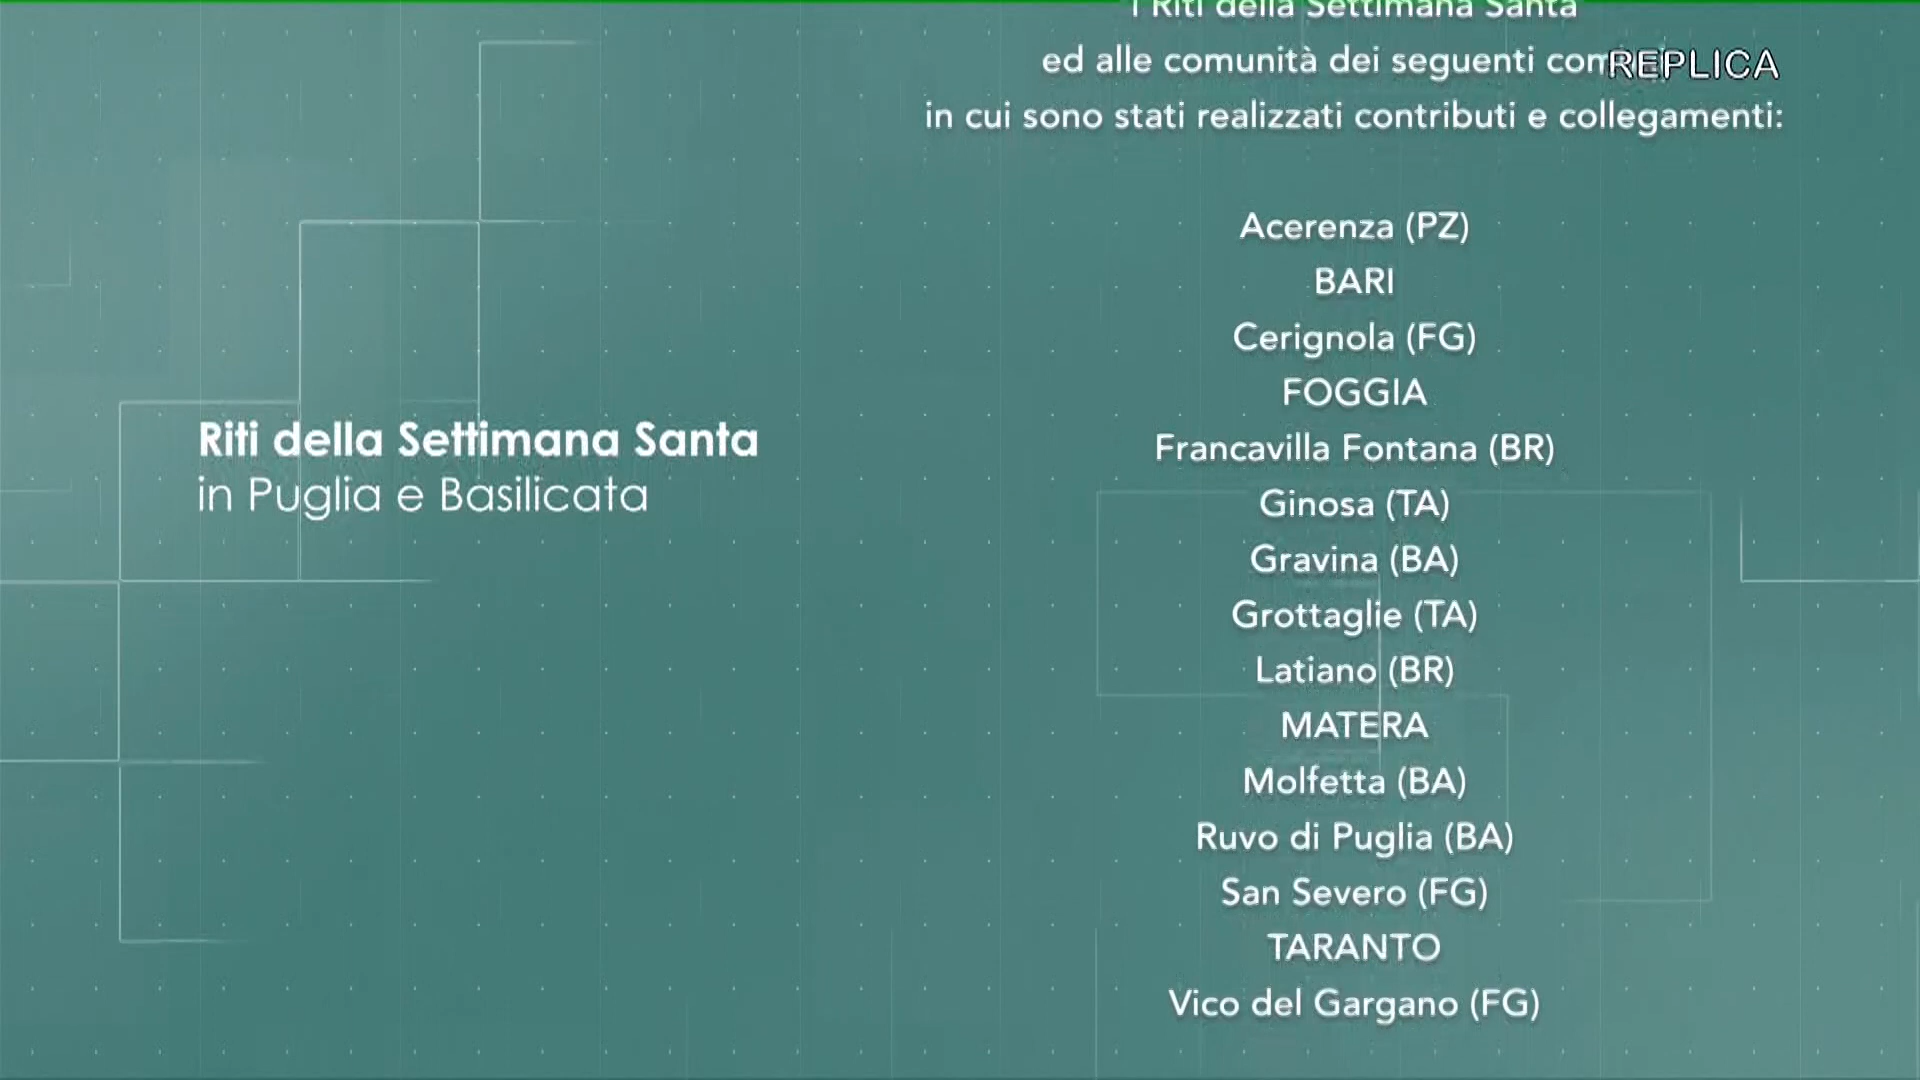 i Riti della Settimana Santa
ed alle comunità dei seguenti
REPLICA
in cui sono stati realizzati contributi e collegamenti:
Acerenza (PZ)
BARI
Cerignola (FG)
FOGGIA
Francavilla Fontana (BR)
Ginosa (TA)
Gravina (BA)
Grottaglie (TA)
Latiano (BR)
MATERA
Molfetta (BA)
Ruvo di Puglia (BA)
San Severo (FG)
TARANTO
Vico del Gargano (FG)
Riti della Settimana Santa
in Puglia e Basilicata